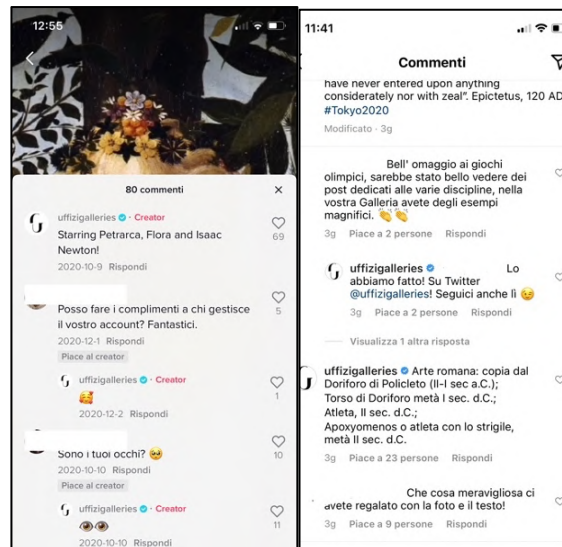 12:55
80 commenti
uffizigalleries · Creator
Starring Petrarca, Flora and Isaac
Newton!
69
2020-10-9 Rispondi
Posso fare i complimenti a chi gestisce
il vostro account? Fantastici.
5
2020-12-1 Rispondi
Piace al creator
uffizigalleries · Creator
🥰
1
2020-12-2 Rispondi
Sono i tuoi occhi? 🥺
10
2020-10-10 Rispondi
Piace al creator
uffizigalleries · Creator
👁👁
11
2020-10-10 Rispondi
11:41
Commenti
have never entered upon anything
considerately nor with zeal”. Epictetus, 120 AD
#Tokyo2020
Modificato · 3g
Bell' omaggio ai giochi
olimpici, sarebbe stato bello vedere dei
post dedicati alle varie discipline, nella
vostra Galleria avete degli esempi
magnifici. 👏👏
3g Piace a 2 persone Rispondi
uffizigalleries Lo
abbiamo fatto! Su Twitter
@uffizigalleries! Seguici anche lì 😉
3g Piace a 2 persone Rispondi
Visualizza 1 altra risposta
uffizigalleries Arte romana: copia dal
Doriforo di Policleto (II-I sec a.C.);
Torso di Doriforo metà I sec. d.C.;
Atleta, II sec. d.C.;
Apoxyomenos o atleta con lo strigile,
metà II sec. d.C.
3g Piace a 23 persone Rispondi
Che cosa meravigliosa ci
avete regalato con la foto e il testo!
3g Piace a 9 persone Rispondi